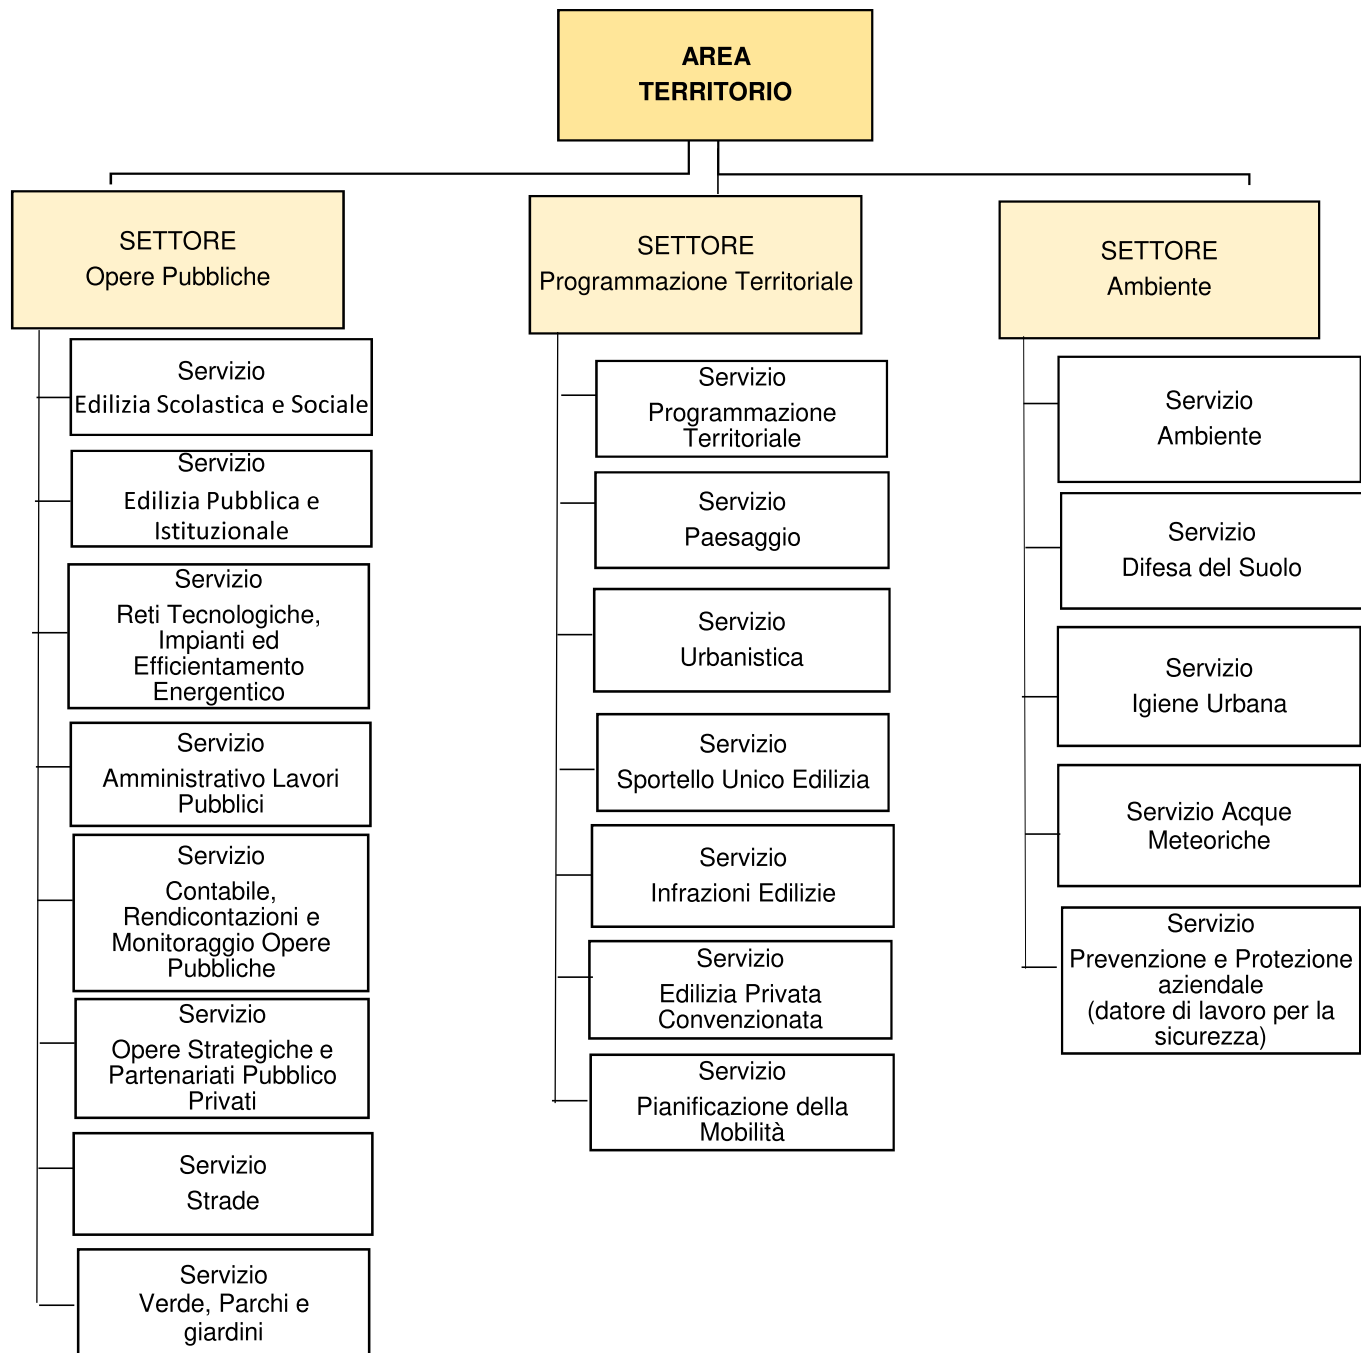 AREA
TERRITORIO
SETTORE
Opere Pubbliche
Servizio
Edilizia Scolastica e Sociale
Servizio
Edilizia Pubblica e
Istituzionale
Servizio
Reti Tecnologiche,
Impianti ed
Efficientamento
Energentico
Servizio
Amministrativo Lavori
Pubblici
Servizio
Contabile,
Rendicontazioni e
Monitoraggio Opere
Pubbliche
Servizio
Opere Strategiche e
Partenariati Pubblico
Privati
Servizio
Strade
Servizio
Verde, Parchi e
giardini
SETTORE
Programmazione Territoriale
Servizio
Programmazione
Territoriale
Servizio
Paesaggio
Servizio
Urbanistica
Servizio
Sportello Unico Edilizia
Servizio
Infrazioni Edilizie
Servizio
Edilizia Privata
Convenzionata
Servizio
Pianificazione della
Mobilità
SETTORE
Ambiente
Servizio
Ambiente
Servizio
Difesa del Suolo
Servizio
Igiene Urbana
Servizio Acque
Meteoriche
Servizio
Prevenzione e Protezione
aziendale
(datore di lavoro per la
sicurezza)